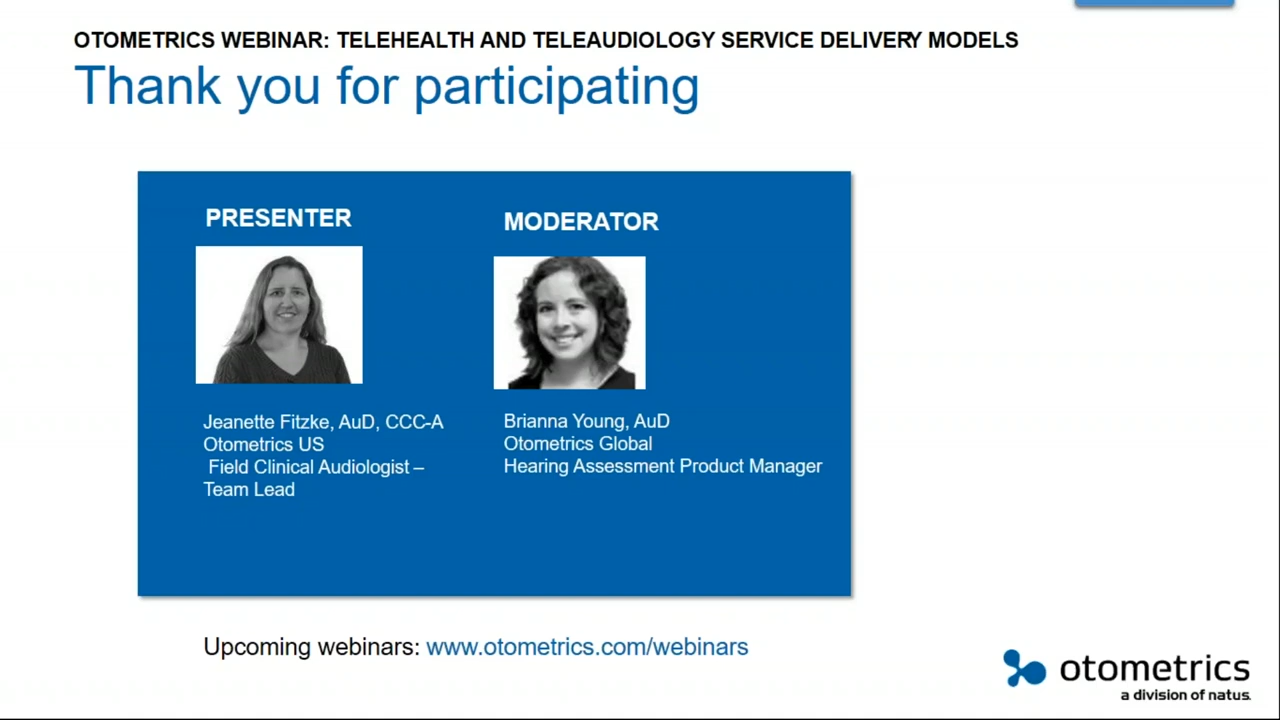 OTOMETRICS WEBINAR: TELEHEALTH AND TELEAUDIOLOGY SERVICE DELIVERY MODELS
Thank you for participating
PRESENTER
Jeanette Fitzke, AuD, CCC-A
Otometrics US
Field Clinical Audiologist –
Team Lead
MODERATOR
Brianna Young, AuD
Otometrics Global
Hearing Assessment Product Manager
Upcoming webinars: www.otometrics.com/webinars
otometrics
a division of natus.